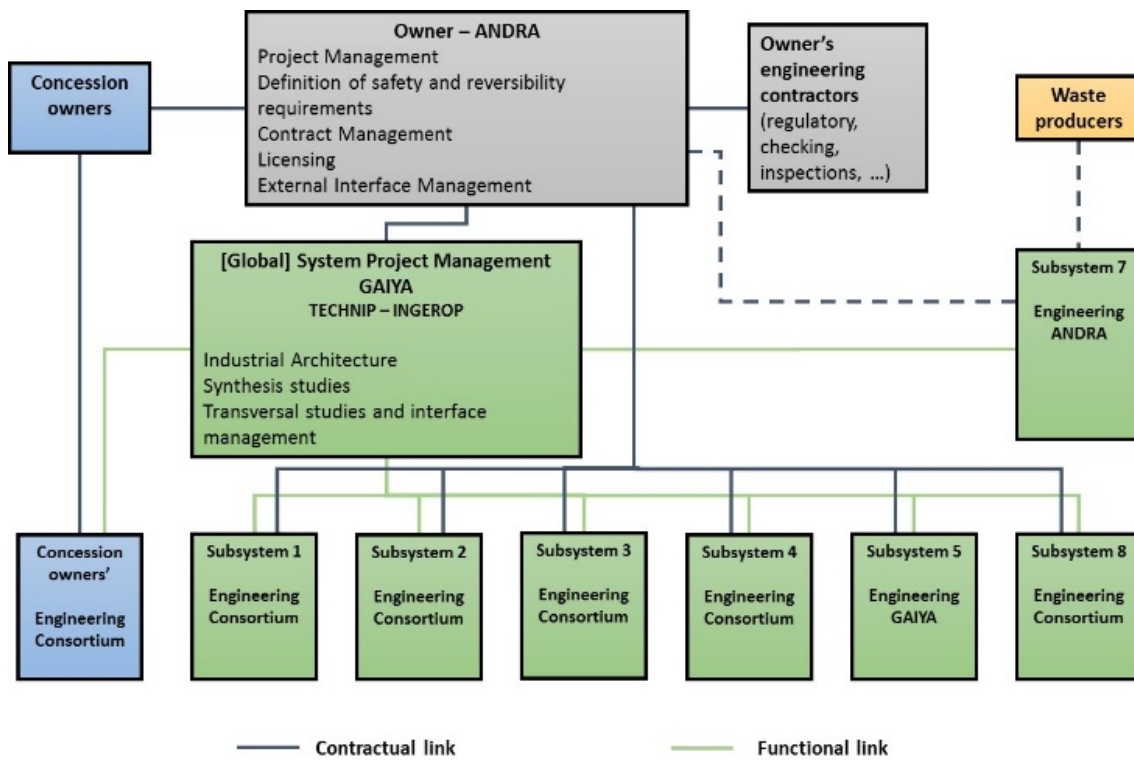 Owner – ANDRA
Project Management
Definition of safety and reversibility
requirements
Contract Management
Licensing
External Interface Management
Concession
owners
Owner's
engineering
contractors
(regulatory,
checking,
inspections, ...)
Waste
producers
[Global] System Project Management
GAIYA
TECHNIP – INGEROP
Industrial Architecture
Synthesis studies
Transversal studies and interface
management
Subsystem 7
Engineering
ANDRA
Concession
owners'
Engineering
Consortium
Subsystem 1
Engineering
Consortium
Subsystem 2
Engineering
Consortium
Subsystem 3
Engineering
Consortium
Subsystem 4
Engineering
Consortium
Subsystem 5
Engineering
GAIYA
Subsystem 8
Engineering
Consortium
Contractual link
Functional link